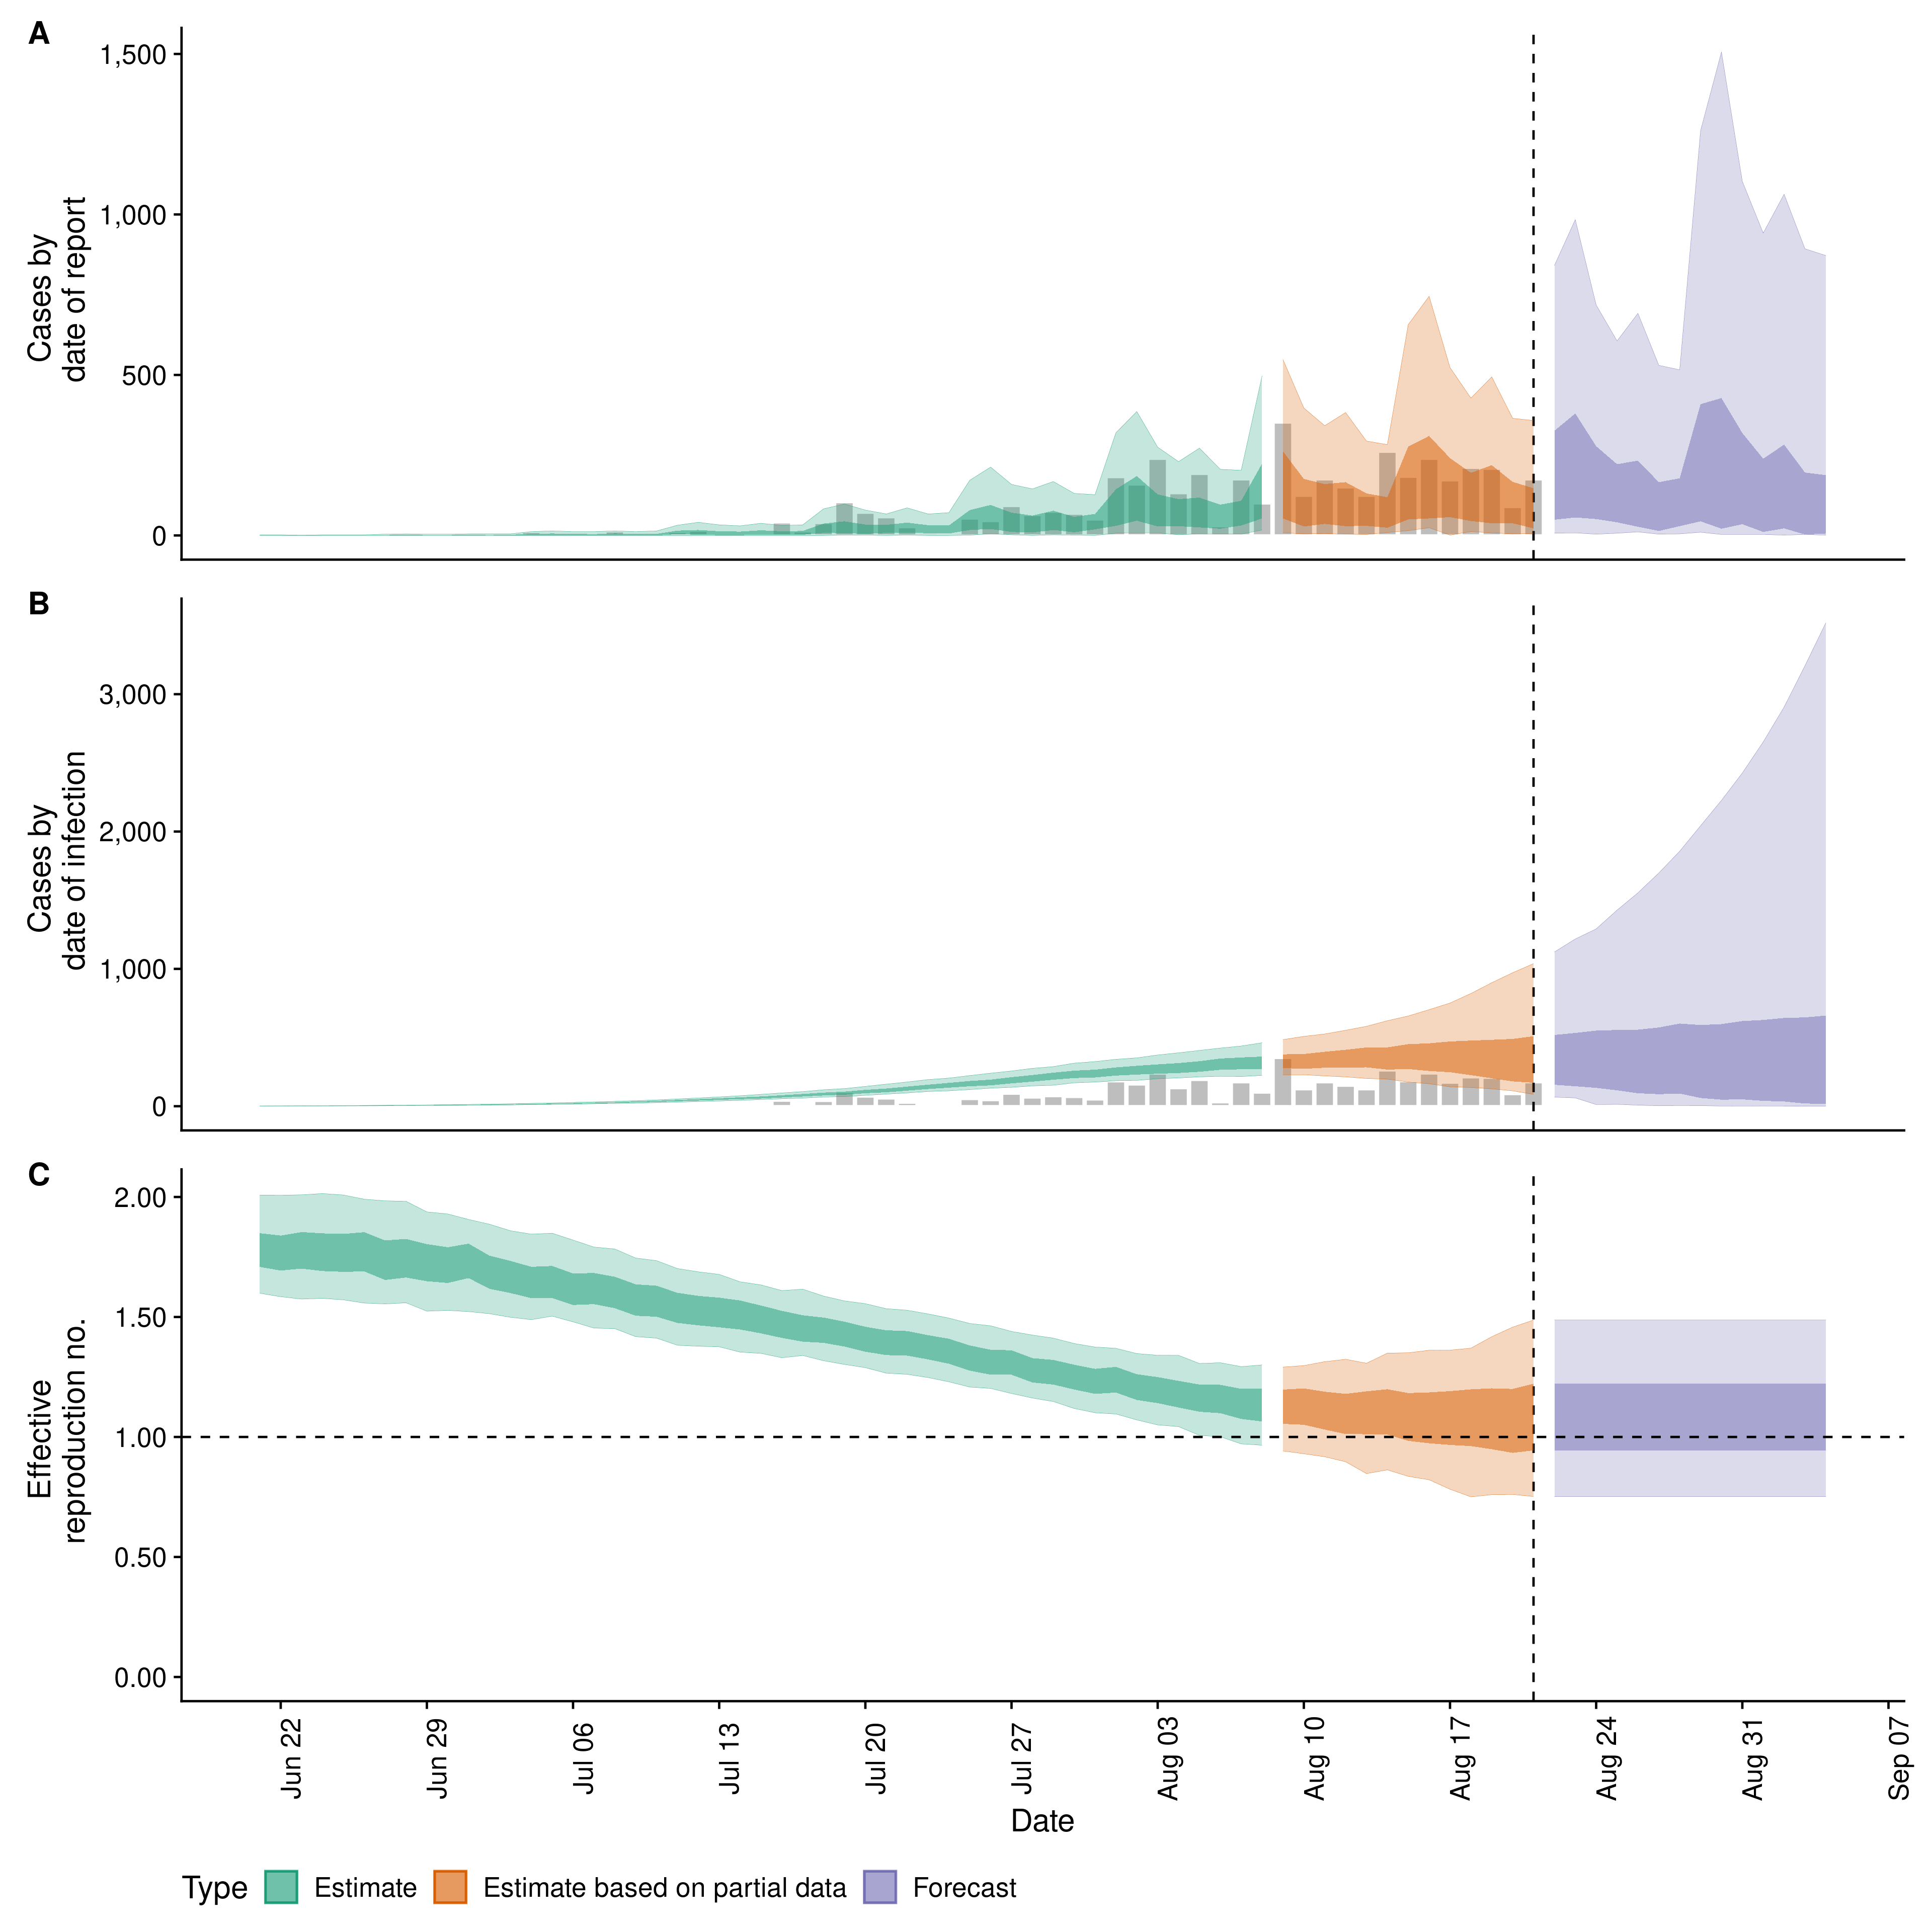 A
1,500
1,000
500
0
Cases by
date of report
B
3,000
2,000
1,000
0
Cases by
date of infection
C
2.00
1.50
1.00
0.50
0.00
Effective
reproduction no.
Jun 22
Jun 29
Jul 06
Jul 13
Jul 20
Jul 27
Aug 03
Aug 10
Aug 17
Aug 24
Aug 31
Sep 07
Date
Type Estimate Estimate based on partial data Forecast